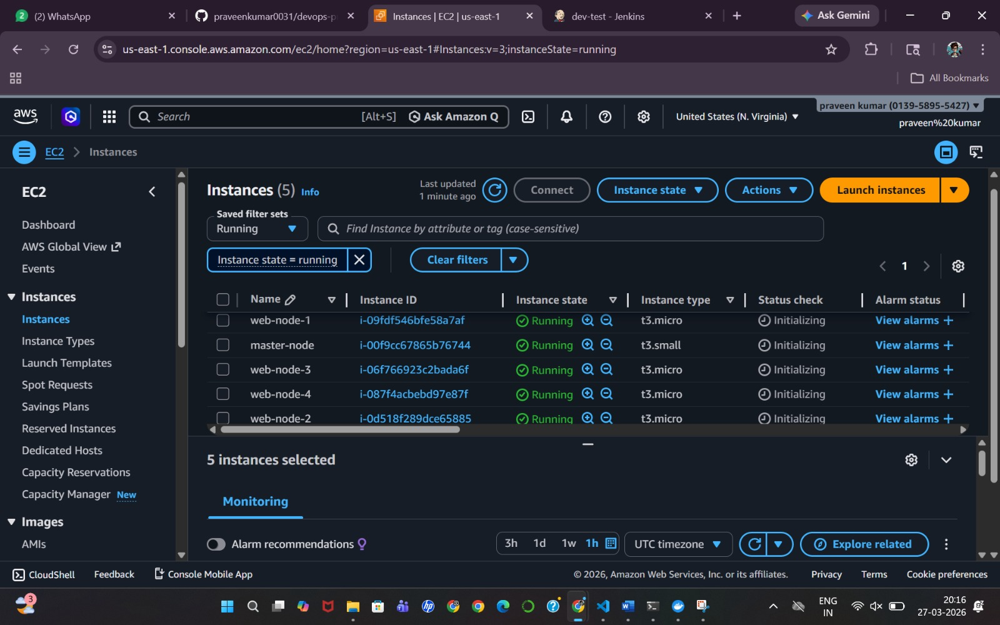 2 (2) WhatsApp
praveenkumar0031/devops-p
Instances | EC2 | us-east-1
dev-test - Jenkins
Ask Gemini
us-east-1.console.aws.amazon.com/ec2/home?region=us-east-1#Instances:v=3;instanceState=running
All Bookmarks
aws
Search [Alt+S] Ask Amazon Q
United States (N. Virginia)
praveen kumar (0139-5895-5427)
praveen%20kumar
EC2 Instances
EC2
Dashboard
AWS Global View
Events
Instances
Instances
Instance Types
Launch Templates
Spot Requests
Savings Plans
Reserved Instances
Dedicated Hosts
Capacity Reservations
Capacity Manager New
Images
AMIs
Instances (5) Info
Last updated
1 minute ago
Connect
Instance state
Actions
Launch instances
Saved filter sets
Running
Find Instance by attribute or tag (case-sensitive)
Instance state = running
Clear filters
1
Name Instance ID Instance state Instance type Status check Alarm status
web-node-1 i-09fdf546bfe58a7af Running t3.micro Initializing View alarms +
master-node i-00f9cc67865b76744 Running t3.small Initializing View alarms +
web-node-3 i-06f766923c2bada6f Running t3.micro Initializing View alarms +
web-node-4 i-087f4acbebd97e87f Running t3.micro Initializing View alarms +
web-node-2 i-0d518f289dce65885 Running t3.micro Initializing View alarms +
5 instances selected
Monitoring
Alarm recommendations
3h 1d 1w 1h
UTC timezone
Explore related
CloudShell Feedback Console Mobile App
© 2026, Amazon Web Services, Inc. or its affiliates. Privacy Terms Cookie preferences
3
ENG
IN
20:16
27-03-2026